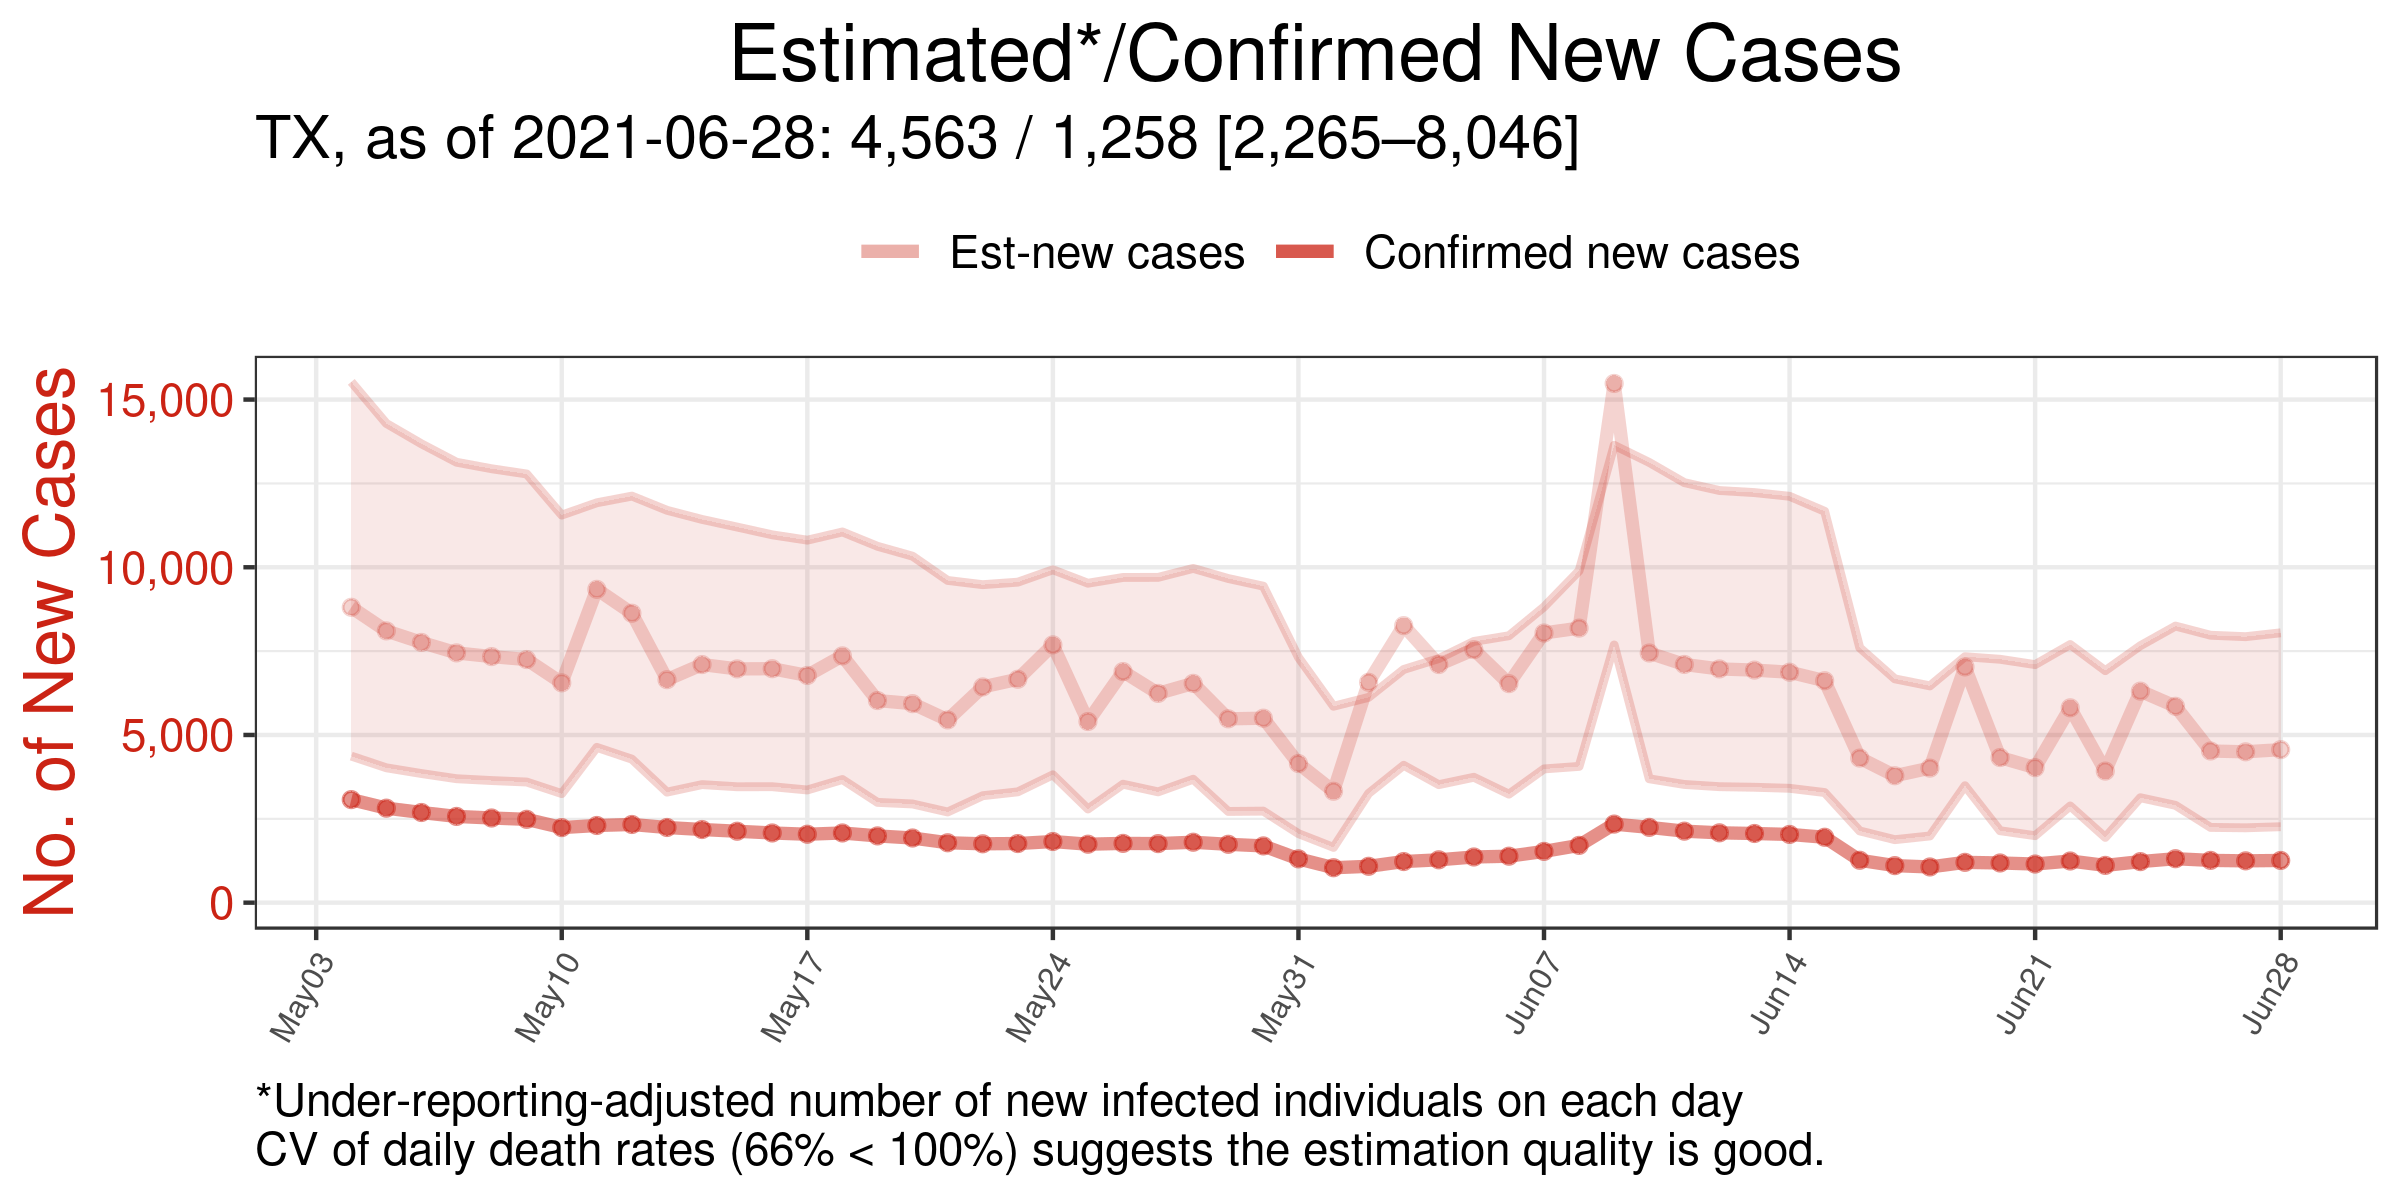 Estimated*/Confirmed New Cases
TX, as of 2021-06-28: 4,563 / 1,258 [2,265–8,046]
Est-new cases Confirmed new cases
No. of New Cases
15,000
10,000
5,000
0
May03 May10 May17 May24 May31 Jun07 Jun14 Jun21 Jun28
*Under-reporting-adjusted number of new infected individuals on each day
CV of daily death rates (66% < 100%) suggests the estimation quality is good.